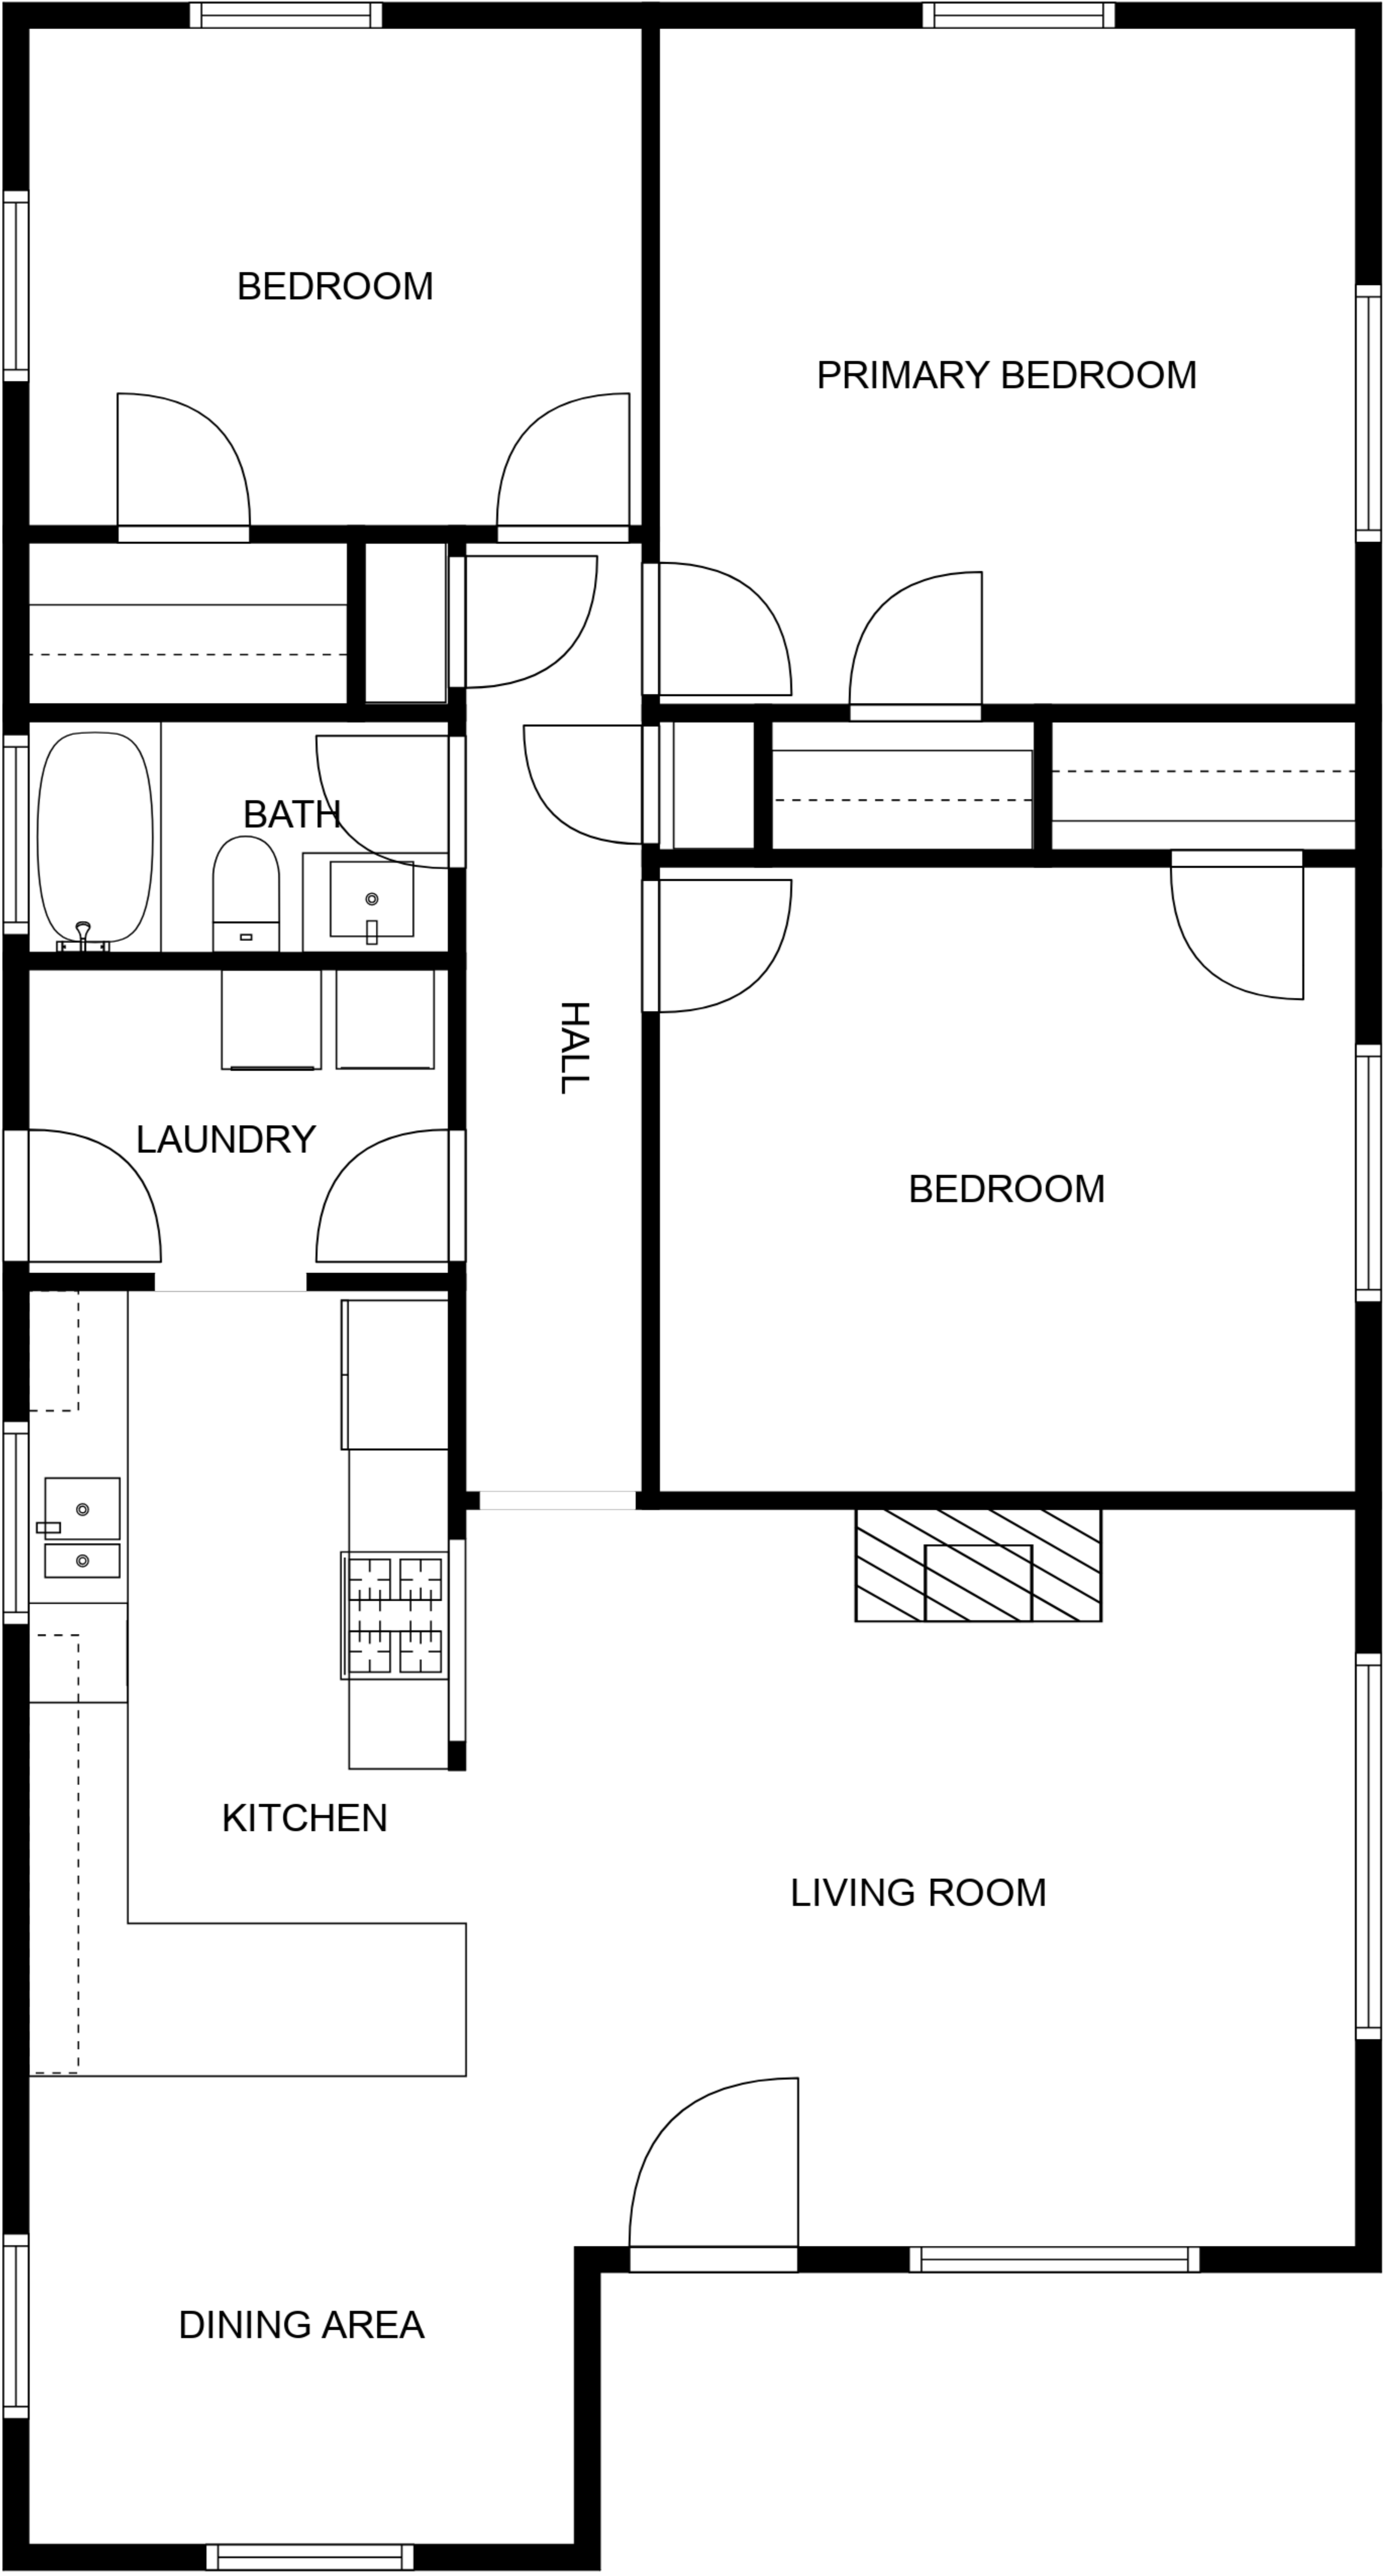 BEDROOM
PRIMARY BEDROOM
BATH
HALL
LAUNDRY
BEDROOM
KITCHEN
LIVING ROOM
DINING AREA